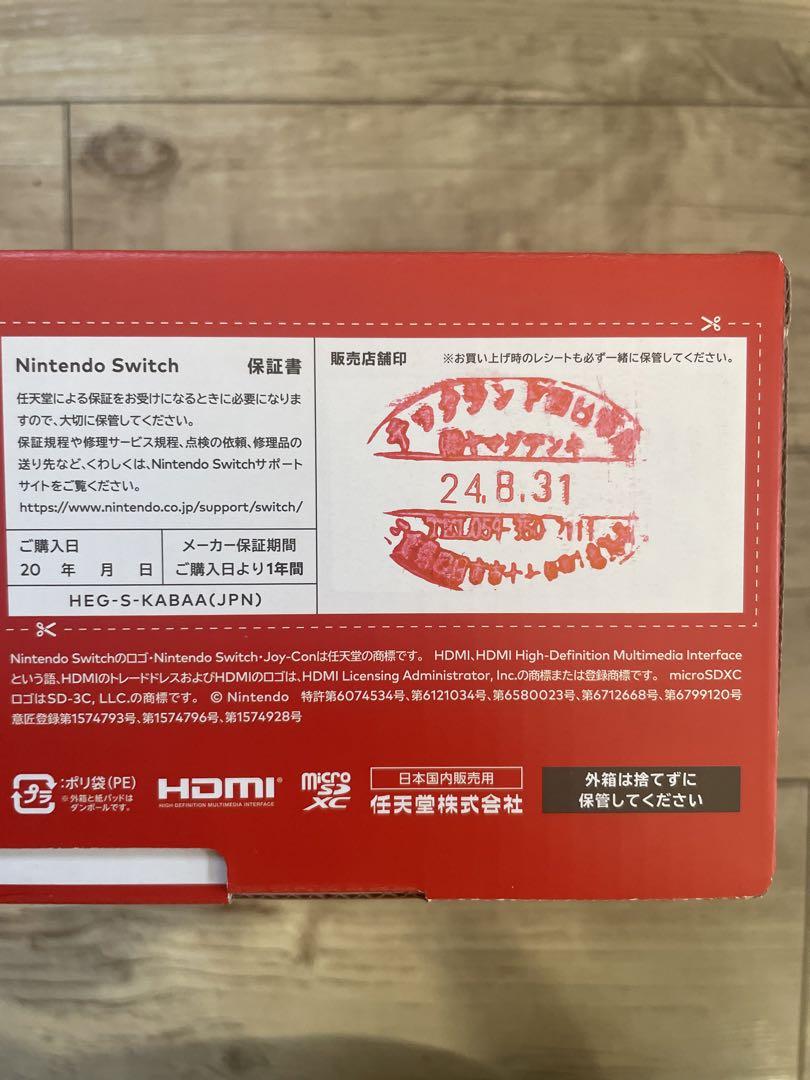 Nintendo Switch 保証書
任天堂による保証をお受けになるときに必要になりま
すので、大切に保管してください。
保証規程や修理サービス規程、点検の依頼、修理品の
送り先など、くわしくは、Nintendo Switchサポート
サイトをご覧ください。
https://www.nintendo.co.jp/support/switch/
ご購入日
20 年 月 日
メーカー保証期間
ご購入日より1年間
HEG-S-KABAA(JPN)
販売店舗印 ※お買い上げ時のレシートも必ず一緒に保管してください。
ヤマダデンキ
24.8.31
TEL.054-350
Nintendo Switchのロゴ・Nintendo Switch・Joy-Conは任天堂の商標です。 HDMI、HDMI High-Definition Multimedia Interface
という語、HDMIのトレードドレスおよびHDMIのロゴは、HDMI Licensing Administrator, Inc.の商標または登録商標です。 microSDXC
ロゴはSD-3C, LLC.の商標です。 © Nintendo 特許第6074534号、第6121034号、第6580023号、第6712668号、第6799120号
意匠登録第1574793号、第1574796号、第1574928号
プラ
:ポリ袋(PE)
※外箱と紙パッドは
ダンボールです。
HDMI®
HIGH-DEFINITION MULTIMEDIA INTERFACE
micro
SD
XC
日本国内販売用
任天堂株式会社
外箱は捨てずに
保管してください